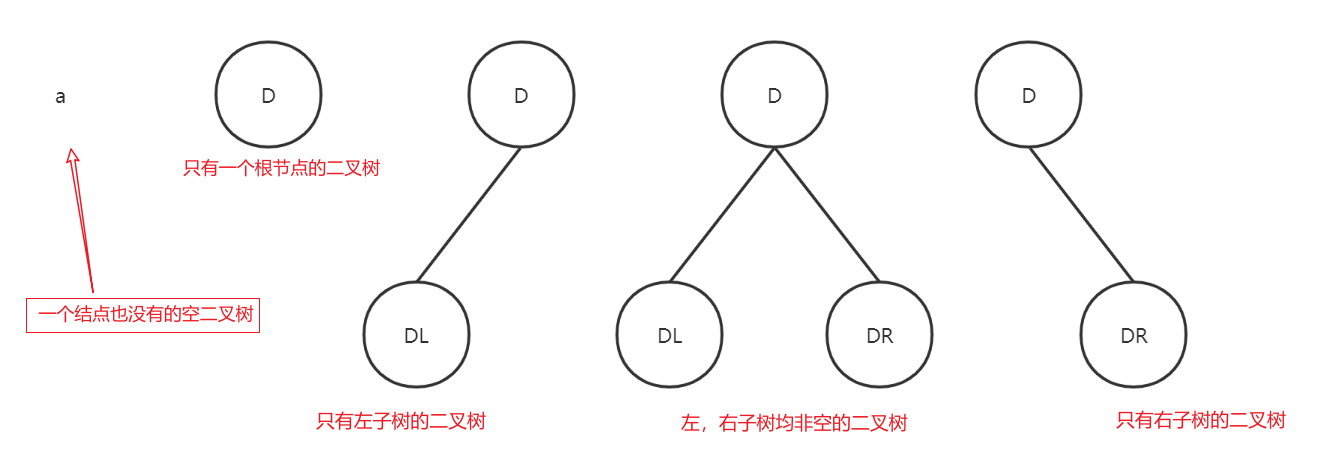 a
D
D
D
D
只有一个根节点的二叉树
一个结点也没有的空二叉树
DL
DL
DR
DR
只有左子树的二叉树
左，右子树均非空的二叉树
只有右子树的二叉树